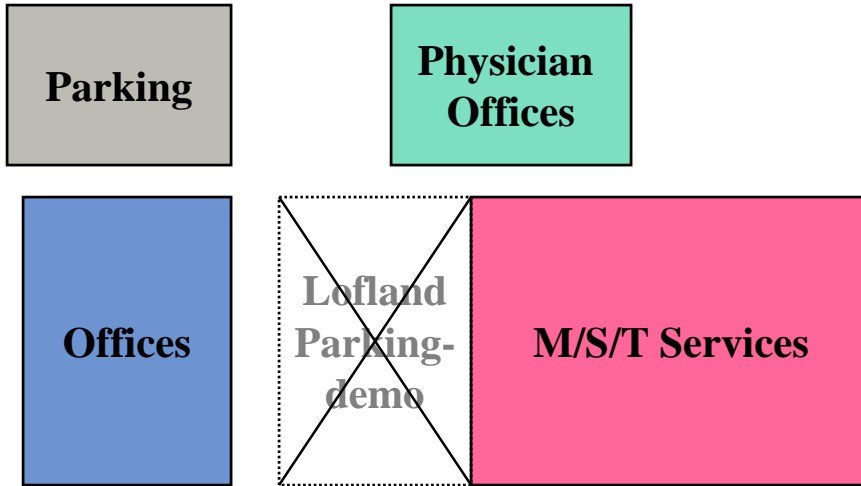 Parking
Physician
Offices
Offices
Lofland
Parking-
demo
M/S/T Services